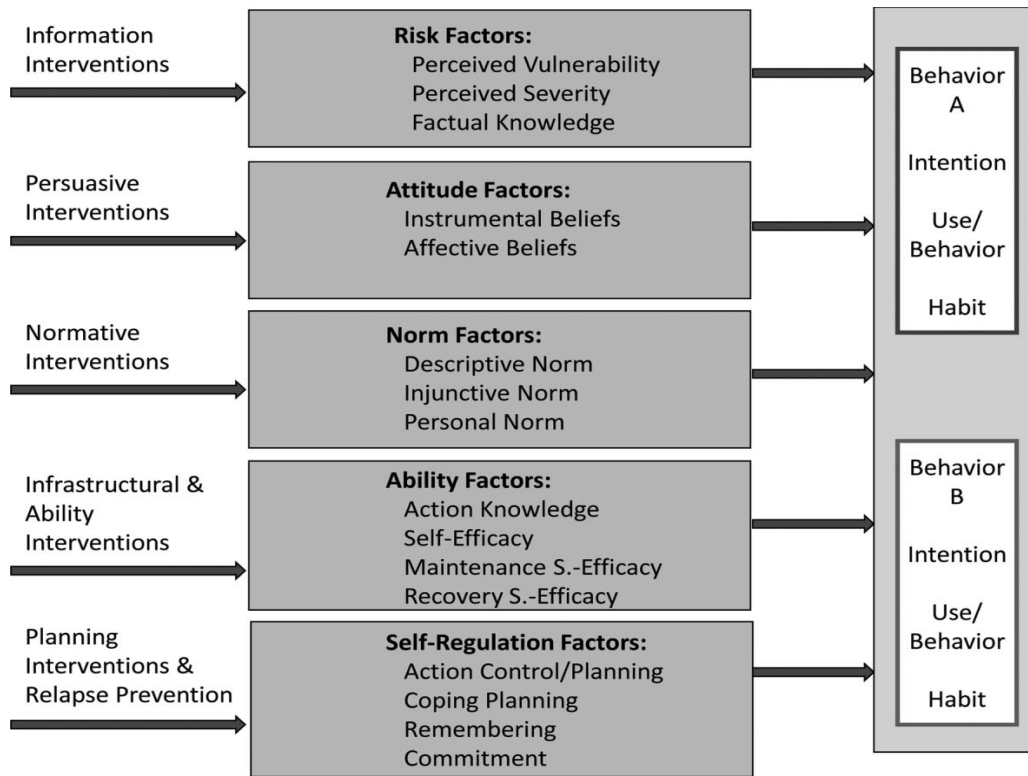 Information
Interventions
Risk Factors:
Perceived Vulnerability
Perceived Severity
Factual Knowledge
Persuasive
Interventions
Attitude Factors:
Instrumental Beliefs
Affective Beliefs
Normative
Interventions
Norm Factors:
Descriptive Norm
Injunctive Norm
Personal Norm
Infrastructural &
Ability
Interventions
Ability Factors:
Action Knowledge
Self-Efficacy
Maintenance S.-Efficacy
Recovery S.-Efficacy
Planning
Interventions &
Relapse Prevention
Self-Regulation Factors:
Action Control/Planning
Coping Planning
Remembering
Commitment
Behavior
A
Intention
Use/
Behavior
Habit
Behavior
B
Intention
Use/
Behavior
Habit